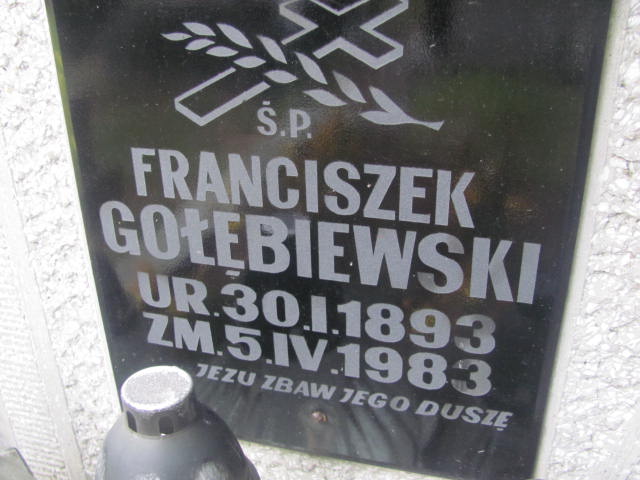 Ś.P.
FRANCISZEK
GOŁĘBIEWSKI
UR.30.I.1893
ZM.5.IV.1983
JEZU ZBAW JEGO DUSZĘ